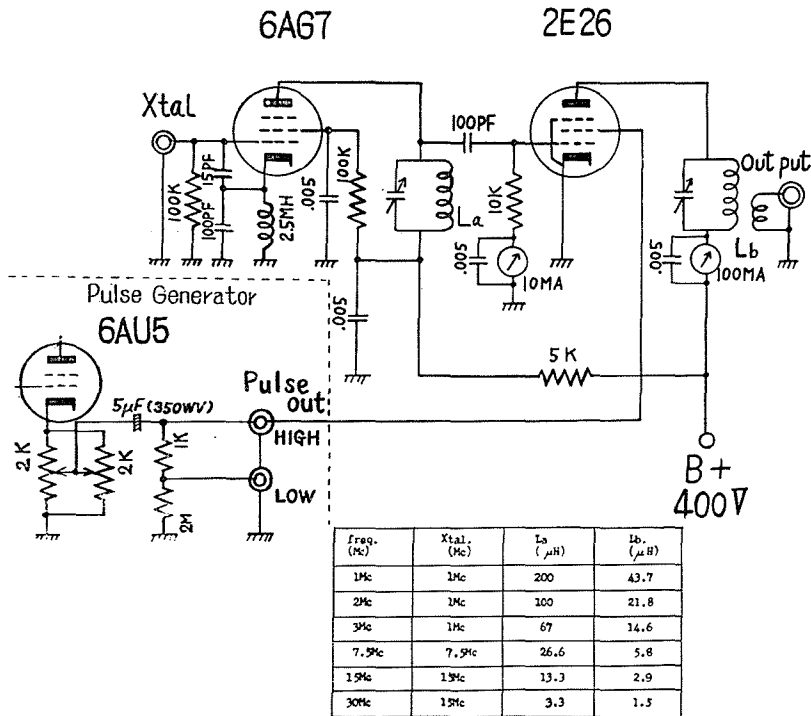 6AG7
2E26
Xtal
100K
15PF
100PF
2.5MH
.005
100K
.005
La
100PF
10K
.005
10MA
Output
Lb
.005
100MA
5K
B+
400V
Pulse Generator
6AU5
5μF(350WV)
Pulse
out
HIGH
LOW
2K
2K
1K
2M
freq. (Mc) Xtal. (Mc) La (μH) Lb. (μH)
1Mc 1Mc 200 43.7
2Mc 1Mc 100 21.8
3Mc 1Mc 67 14.6
7.5Mc 7.5Mc 26.6 5.8
15Mc 15Mc 13.3 2.9
30Mc 15Mc 3.3 1.5